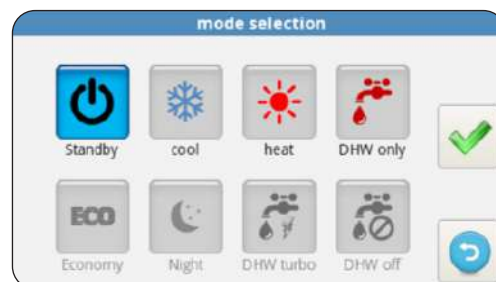 mode selection
Standby cool heat DHW only
ECO
Economy Night DHW turbo DHW off